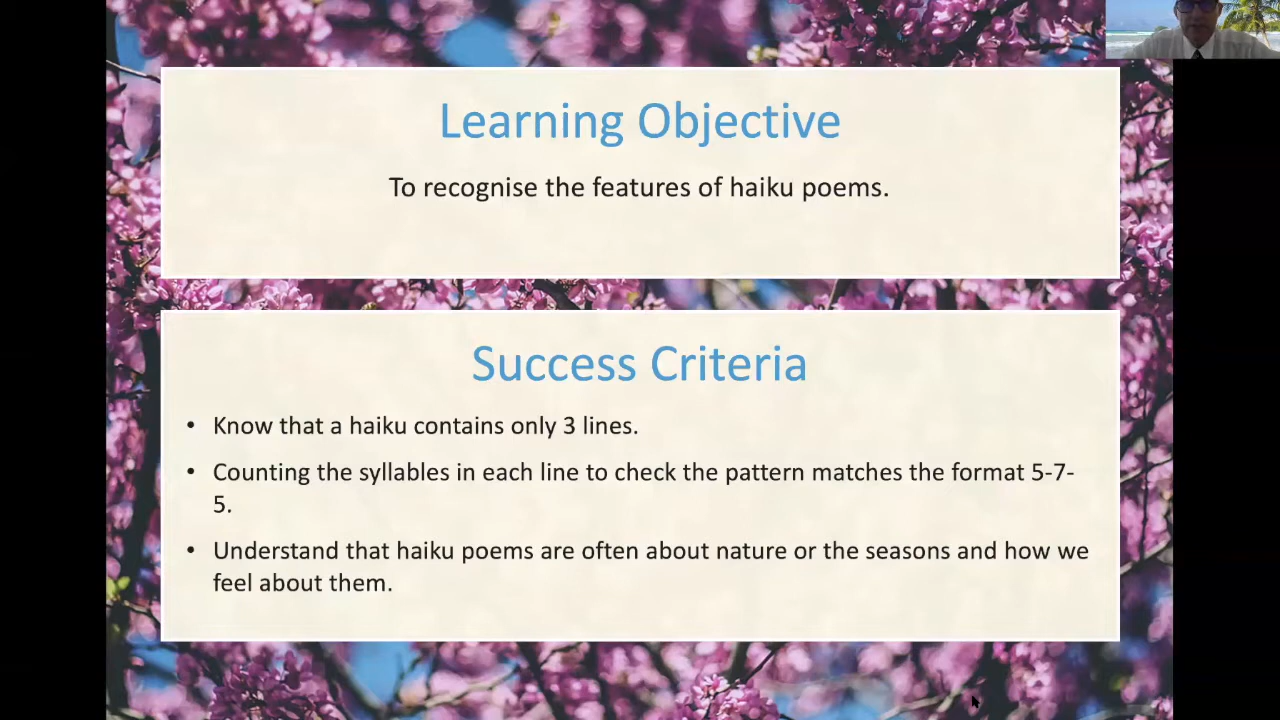 Learning Objective
To recognise the features of haiku poems.
Success Criteria
• Know that a haiku contains only 3 lines.
• Counting the syllables in each line to check the pattern matches the format 5-7-
5.
• Understand that haiku poems are often about nature or the seasons and how we
feel about them.